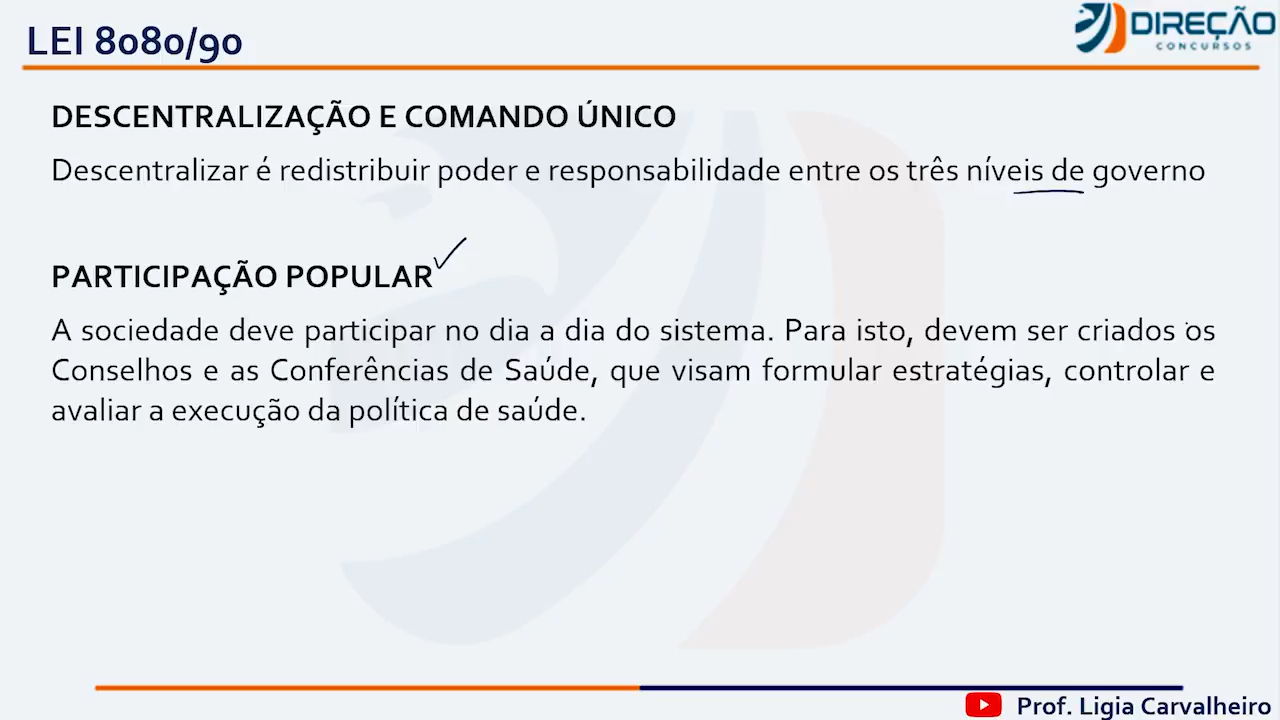 LEI 8080/90
DIREÇÃO
CONCURSOS
DESCENTRALIZAÇÃO E COMANDO ÚNICO
Descentralizar é redistribuir poder e responsabilidade entre os três níveis de governo
PARTICIPAÇÃO POPULAR
A sociedade deve participar no dia a dia do sistema. Para isto, devem ser criados os
Conselhos e as Conferências de Saúde, que visam formular estratégias, controlar e
avaliar a execução da política de saúde.
Prof. Ligia Carvalheiro